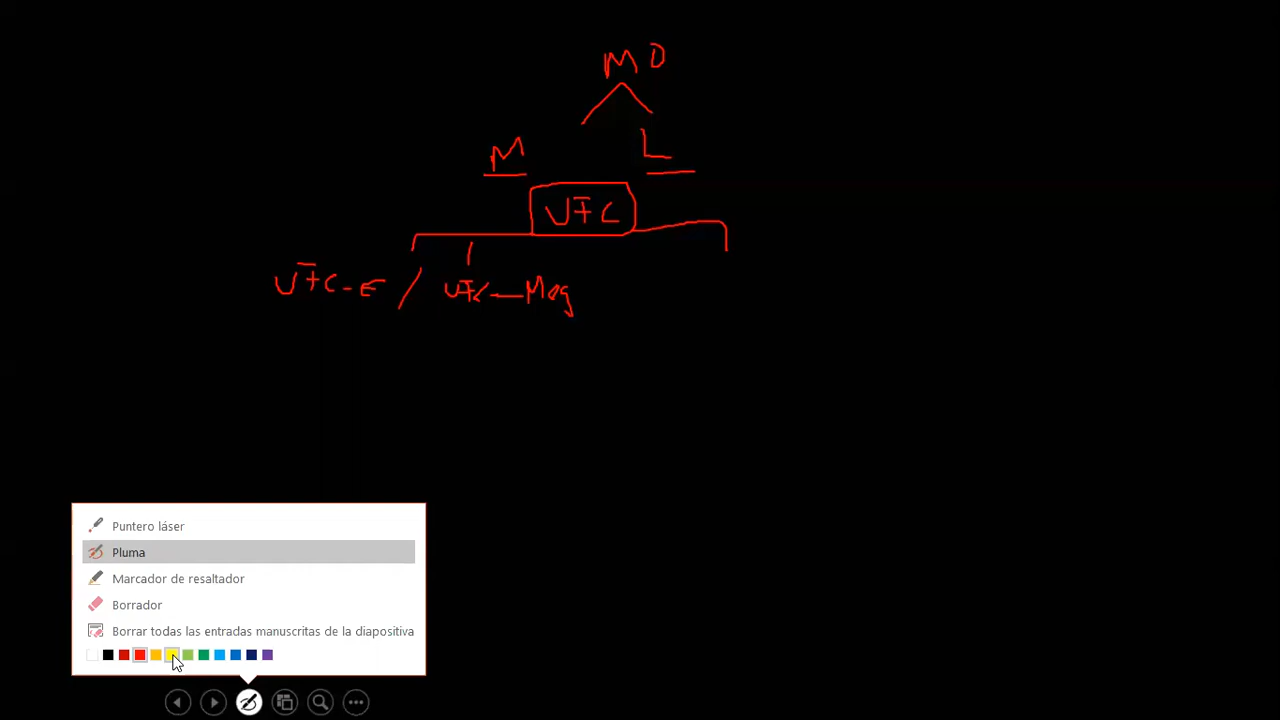 MD
M L
UTC
UTC-E / UTC-Meg
Puntero láser
Pluma
Marcador de resaltador
Borrador
Borrar todas las entradas manuscritas de la diapositiva